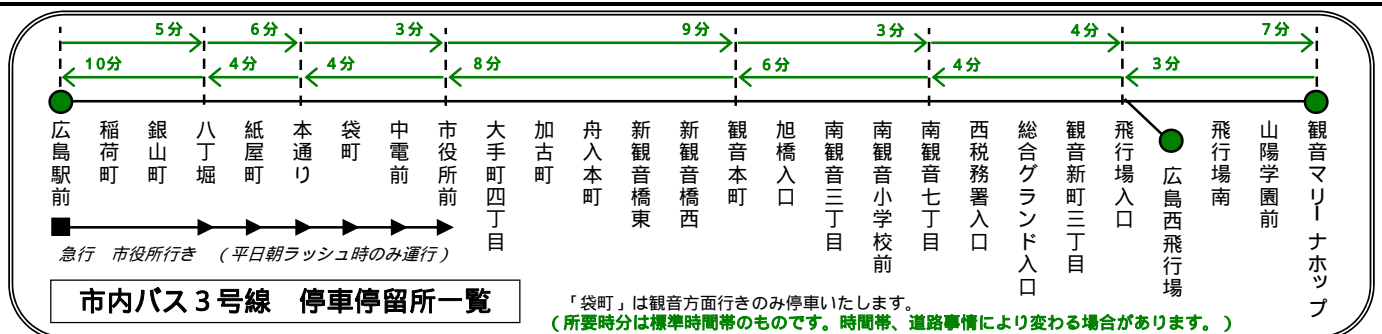 5分 6分 3分 9分 3分 4分 7分
10分 4分 4分 8分 6分 4分 3分
広島駅前
稲荷町
銀山町
八丁堀
紙屋町
本通り
袋町
中電前
市役所前
大手町四丁目
加古町
舟入本町
新観音橋東
新観音橋西
観音本町
旭橋入口
南観音三丁目
南観音小学校前
南観音七丁目
西税務署入口
総合グランド入口
観音新町三丁目
飛行場入口
広島西飛行場
飛行場南
山陽学園前
観音マリーナホップ
急行 市役所行き (平日朝ラッシュ時のみ運行)
市内バス3号線 停車停留所一覧
「袋町」は観音方面行きのみ停車いたします。
(所要時分は標準時間帯のものです。時間帯、道路事情により変わる場合があります。)